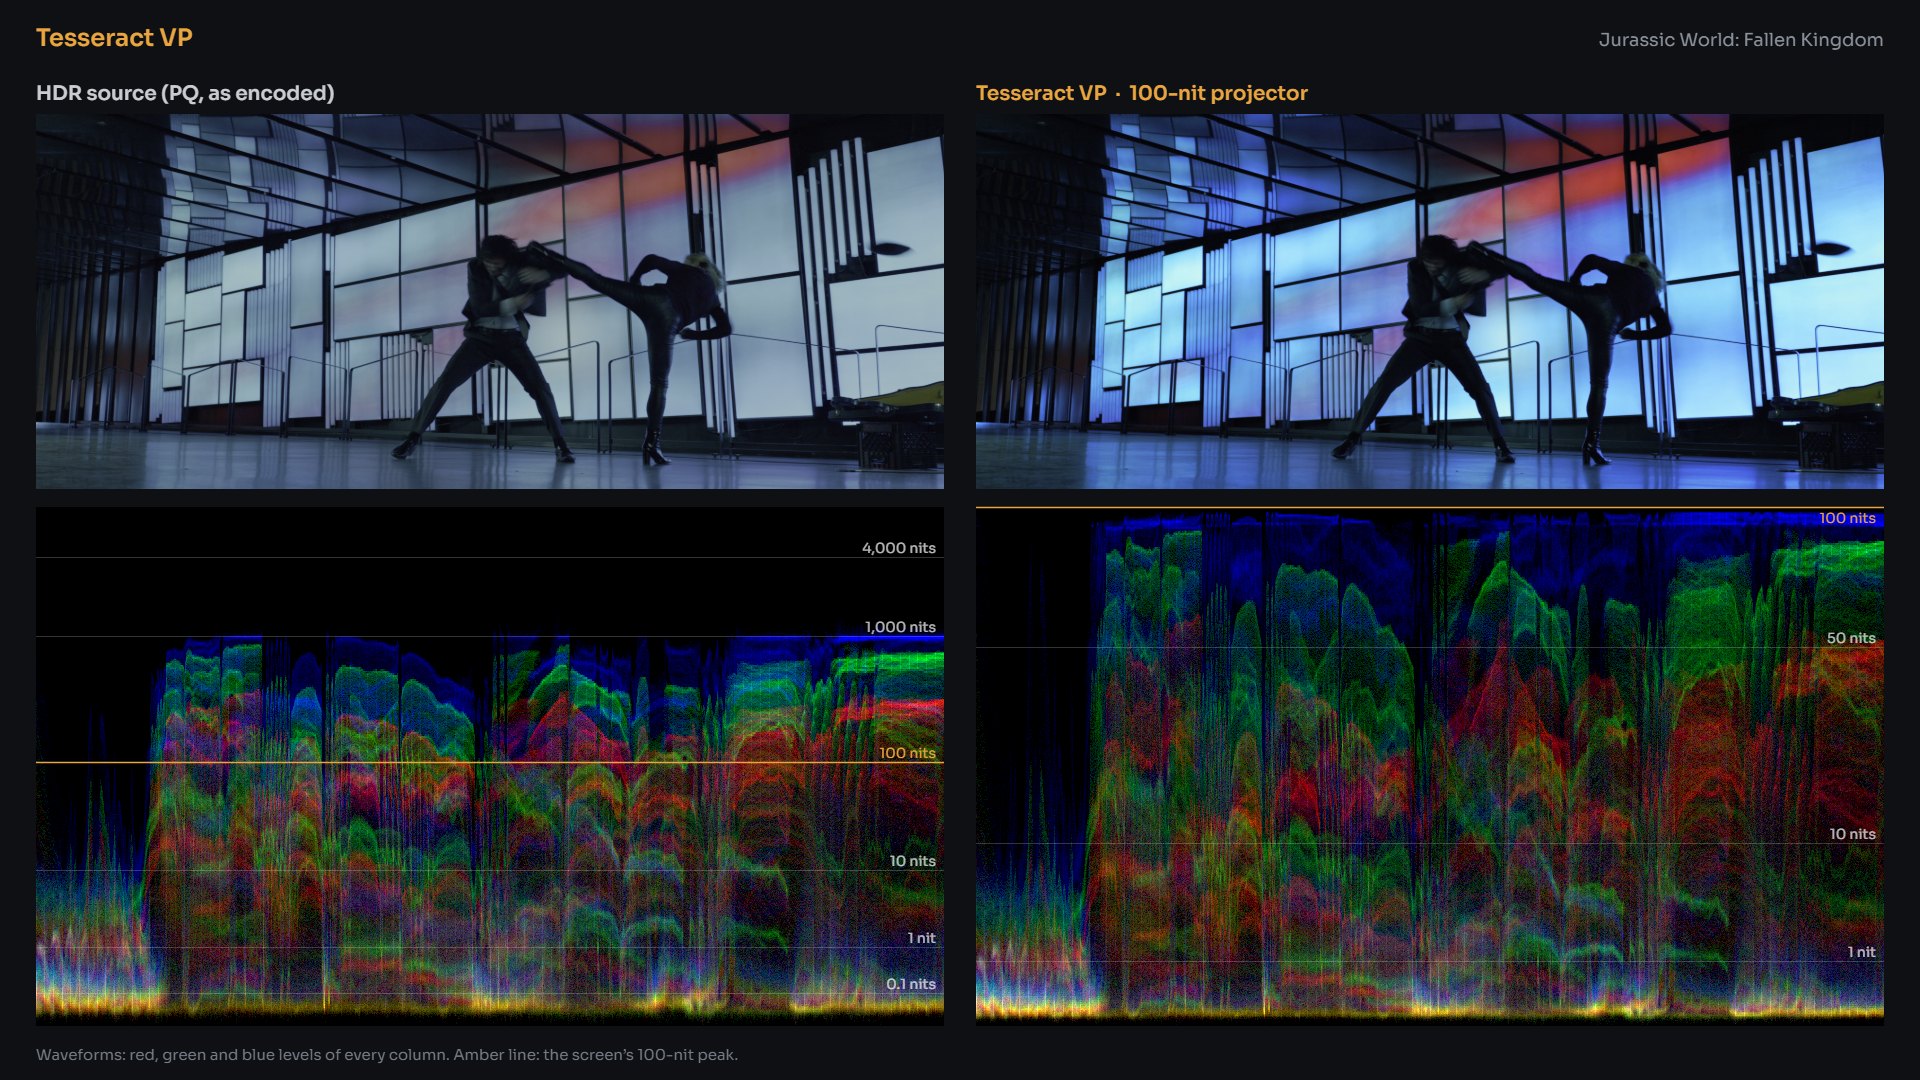 Tesseract VP
Jurassic World: Fallen Kingdom
HDR source (PQ, as encoded)
Tesseract VP · 100-nit projector
4,000 nits
1,000 nits
100 nits
10 nits
1 nit
0.1 nits
100 nits
50 nits
10 nits
1 nit
Waveforms: red, green and blue levels of every column. Amber line: the screen’s 100-nit peak.